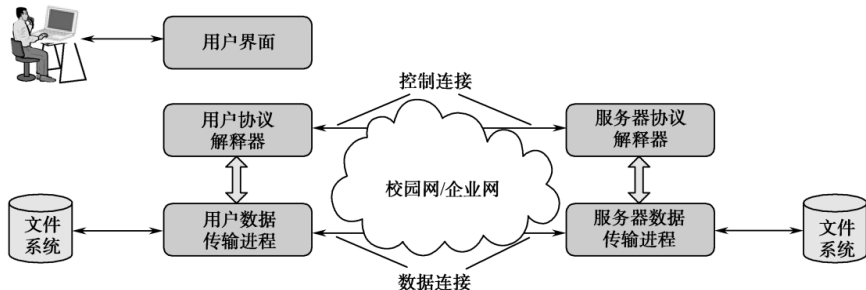 用户界面
控制连接
用户协议
解释器
服务器协议
解释器
校园网/企业网
文件
系统
用户数据
传输进程
服务器数据
传输进程
文件
系统
数据连接